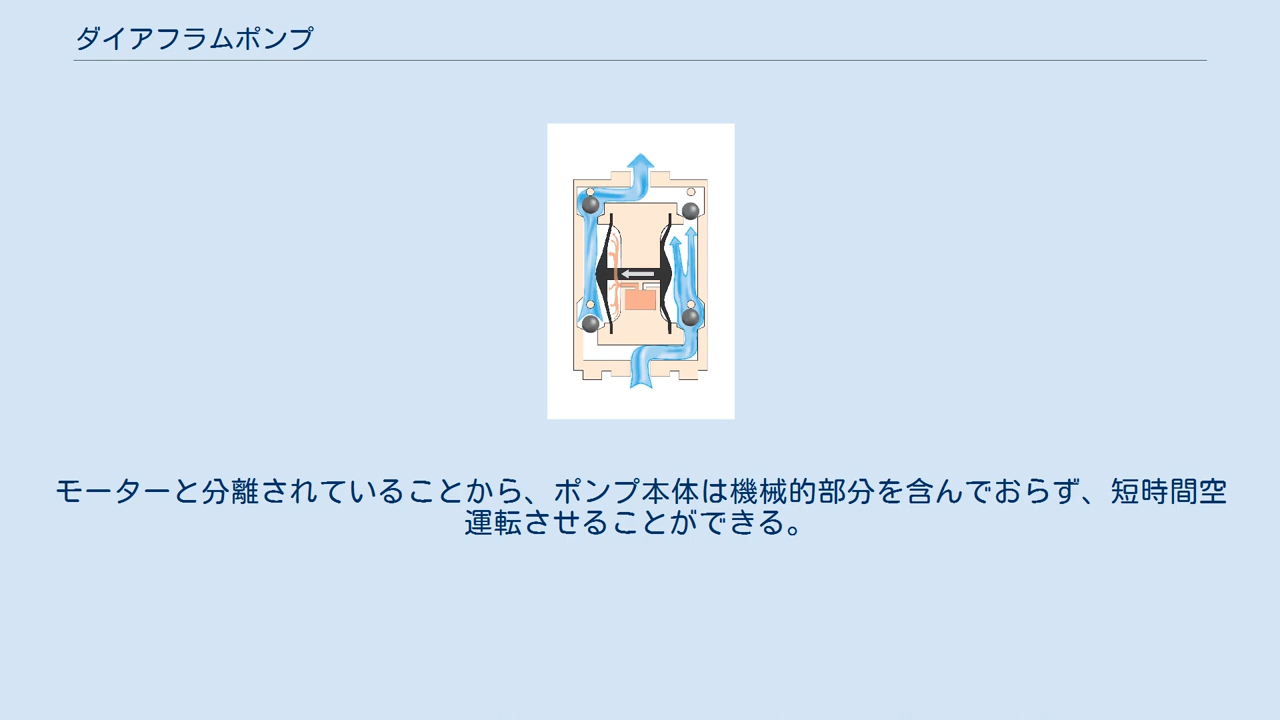 ダイアフラムポンプ
モーターと分離されていることから、ポンプ本体は機械的部分を含んでおらず、短時間空
運転させることができる。